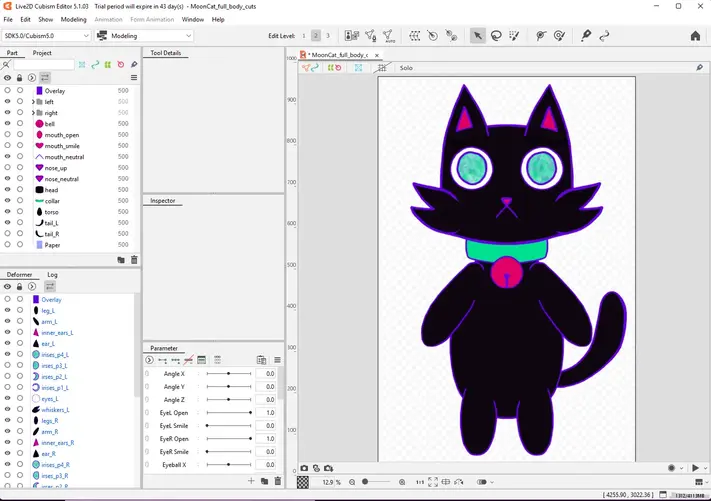 Live2D Cubism Editor 5.1.03 Trial period will expire in 43 day(s) - MoonCat_full_body_cuts
File Edit Show Modeling Animation Form Animation Window Help
SDK5.0/Cubism5.0 Modeling Edit Level: 1 2 3 AUTO
Part Project
Tool Details
* MoonCat_full_body_c
Solo
Overlay 500
left 500
right 500
bell 500
mouth_open 500
mouth_smile 500
mouth_neutral 500
nose_up 500
nose_neutral 500
head 500
collar 500
torso 500
tail_L 500
tail_R 500
Paper 500
Inspector
Deformer Log
Overlay
leg_L
arm_L
inner_ears_L
ear_L
irises_p4_L
irises_p3_L
irises_p2_L
irises_p1_L
eyes_L
whiskers_L
legs_R
arm_R
inner_ears_R
ear_R
irises_p4_R
irises_p3_R
irises_p2_R
Parameter
Angle X 0.0
Angle Y 0.0
Angle Z 0.0
EyeL Open 1.0
EyeL Smile 0.0
EyeR Open 1.0
EyeR Smile 0.0
Eyeball X 0.0
1000
900
800
700
600
500
400
300
200
100
0
12.9 %
1:1
[ 4255.90 , 3022.36 ]